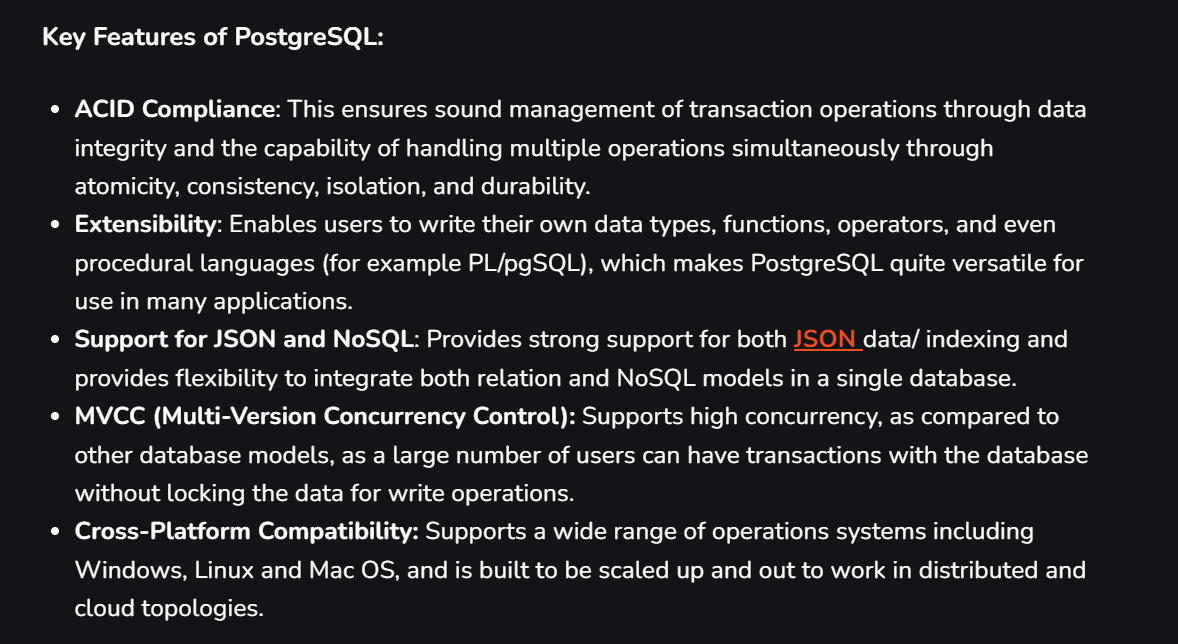 Key Features of PostgreSQL:
• ACID Compliance: This ensures sound management of transaction operations through data
integrity and the capability of handling multiple operations simultaneously through
atomicity, consistency, isolation, and durability.
• Extensibility: Enables users to write their own data types, functions, operators, and even
procedural languages (for example PL/pgSQL), which makes PostgreSQL quite versatile for
use in many applications.
• Support for JSON and NoSQL: Provides strong support for both JSON data/ indexing and
provides flexibility to integrate both relation and NoSQL models in a single database.
• MVCC (Multi-Version Concurrency Control): Supports high concurrency, as compared to
other database models, as a large number of users can have transactions with the database
without locking the data for write operations.
• Cross-Platform Compatibility: Supports a wide range of operations systems including
Windows, Linux and Mac OS, and is built to be scaled up and out to work in distributed and
cloud topologies.